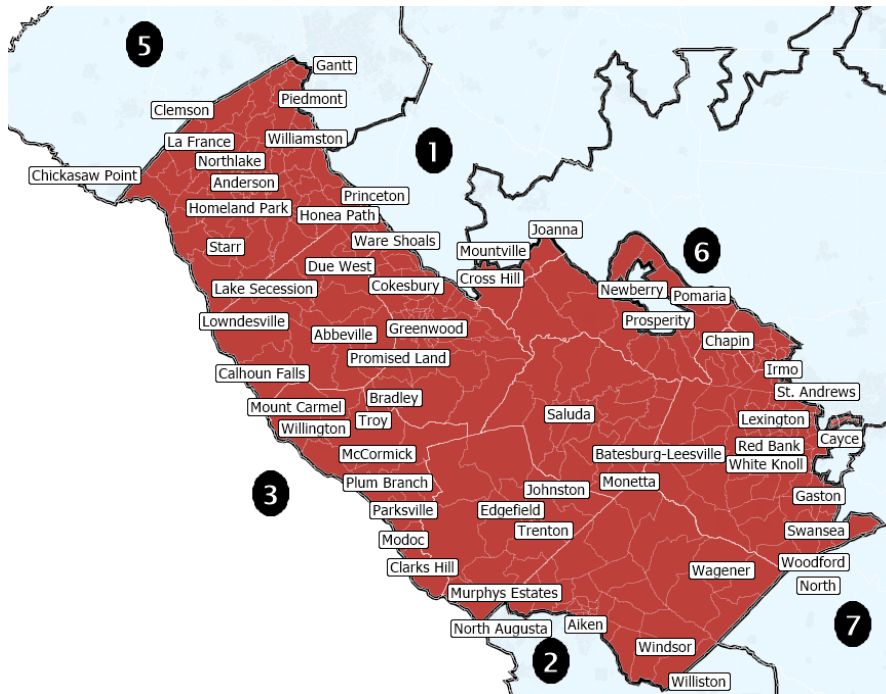 5
Gantt
Clemson
Piedmont
La France
Williamston
1
Northlake
Chickasaw Point
Anderson
Princeton
Homeland Park
Honea Path
Joanna
Starr
Ware Shoals
Mountville
6
Due West
Cross Hill
Lake Secession
Cokesbury
Newberry
Pomaria
Lowndesville
Abbeville
Greenwood
Prosperity
Chapin
Promised Land
Calhoun Falls
Irmo
Bradley
St. Andrews
Mount Carmel
Troy
Saluda
Lexington
Willington
Cayce
Red Bank
McCormick
Batesburg-Leesville
White Knoll
Plum Branch
Monetta
3
Johnston
Gaston
Parksville
Edgefield
Trenton
Swansea
Modoc
Clarks Hill
Wagener
Woodford
North
Murphys Estates
North Augusta
Aiken
7
Windsor
2
Williston